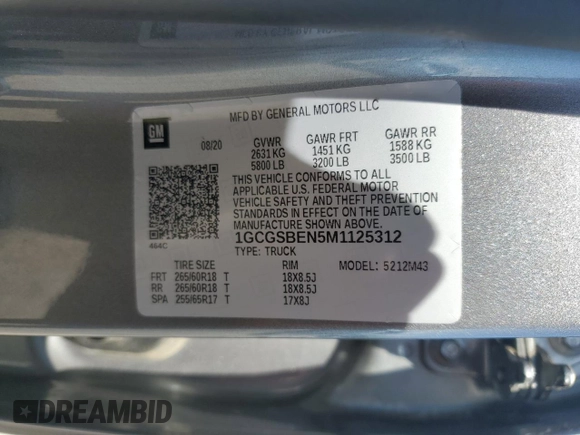 MFD BY GENERAL MOTORS LLC
GM
08/20 GVWR GAWR FRT GAWR RR
2631 KG 1451 KG 1588 KG
5800 LB 3200 LB 3500 LB
THIS VEHICLE CONFORMS TO ALL
APPLICABLE U.S. FEDERAL MOTOR
VEHICLE SAFETY AND THEFT PREVENTION
STANDARDS IN EFFECT ON THE DATE OF
MANUFACTURE SHOWN ABOVE.
464C 1GCGSBEN5M1125312
TYPE: TRUCK
TIRE SIZE RIM MODEL: 5212M43
FRT 265/60R18 T 18X8.5J
RR 265/60R18 T 18X8.5J
SPA 255/65R17 T 17X8J
DREAMBID